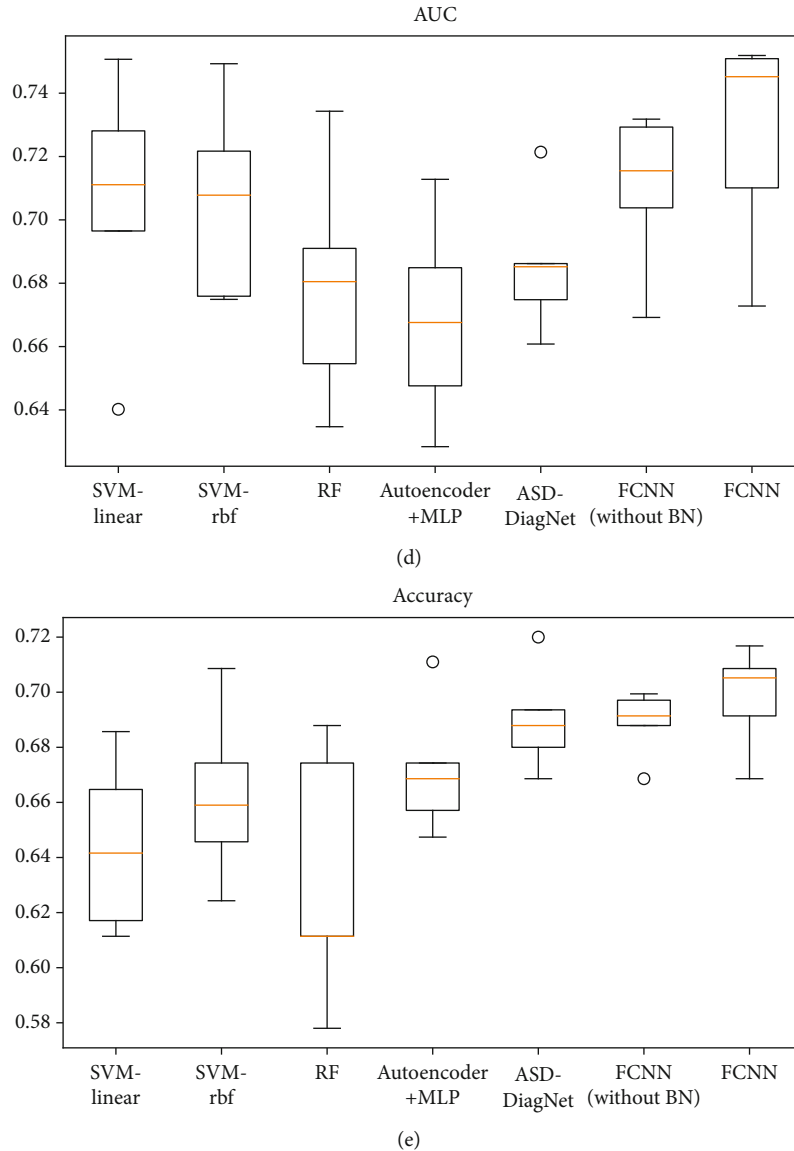 AUC
0.74
0.72
0.70
0.68
0.66
0.64
SVM-
linear
SVM-
rbf
RF
Autoencoder
+MLP
ASD-
DiagNet
FCNN
(without BN)
FCNN
(d)
Accuracy
0.72
0.70
0.68
0.66
0.64
0.62
0.60
0.58
SVM-
linear
SVM-
rbf
RF
Autoencoder
+MLP
ASD-
DiagNet
FCNN
(without BN)
FCNN
(e)